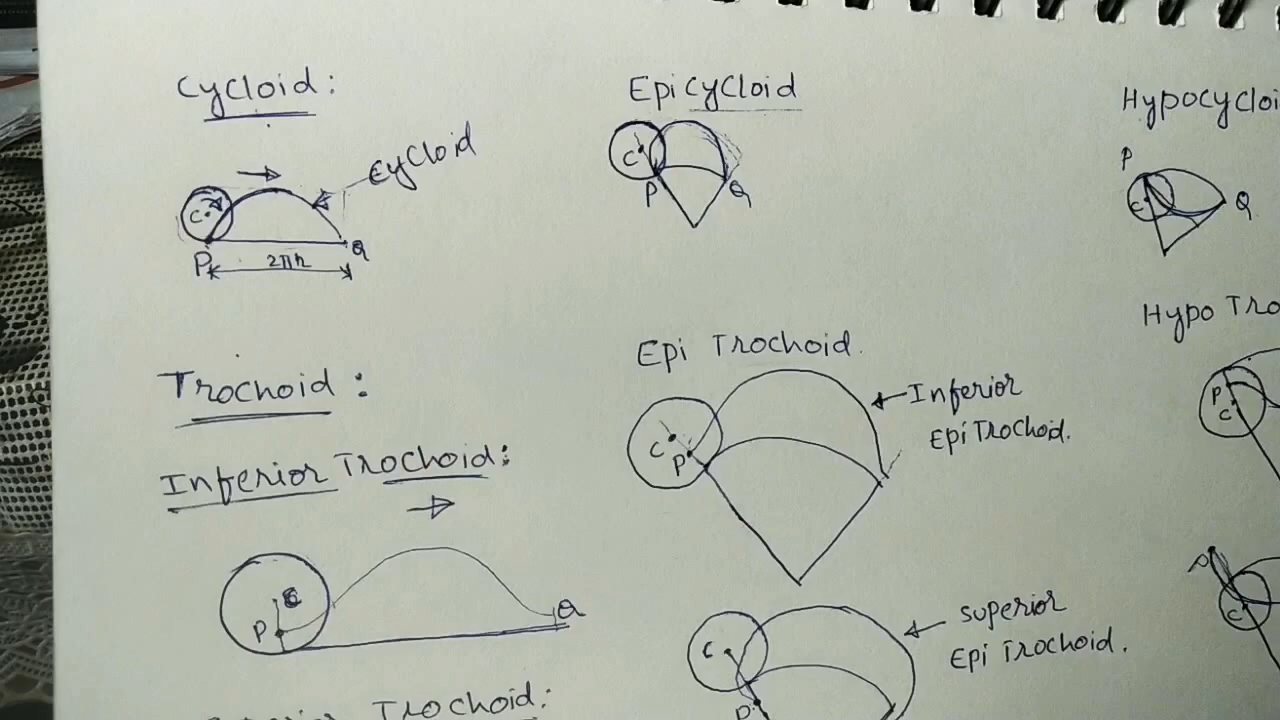 Cycloid:
cycloid
C
P
Q
2πr
Trochoid:
Inferior Trochoid:
C
P
Q
Trochoid:
Epicycloid
C
P
Q
Epi Trochoid.
C
P
Inferior
Epi Trochoid.
C
P
Superior
Epi Trochoid.
Hypocycloi
P
C
Q
Hypo Tro
P
C
P
C